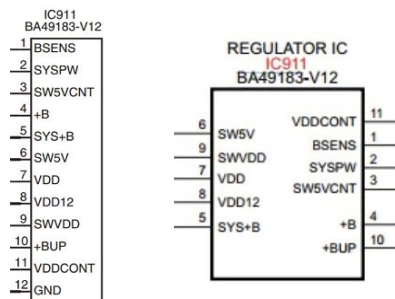 IC911
BA49183-V12
1 BSENS
2 SYSPW
3 SW5VCNT
4 +B
5 SYS+B
6 SW5V
7 VDD
8 VDD12
9 SWVDD
10 +BUP
11 VDDCONT
12 GND
REGULATOR IC
IC911
BA49183-V12
6 SW5V
9 SWVDD
7 VDD
8 VDD12
5 SYS+B
VDDCONT 11
BSENS 1
SYSPW 2
SW5VCNT 3
+B 4
+BUP 10